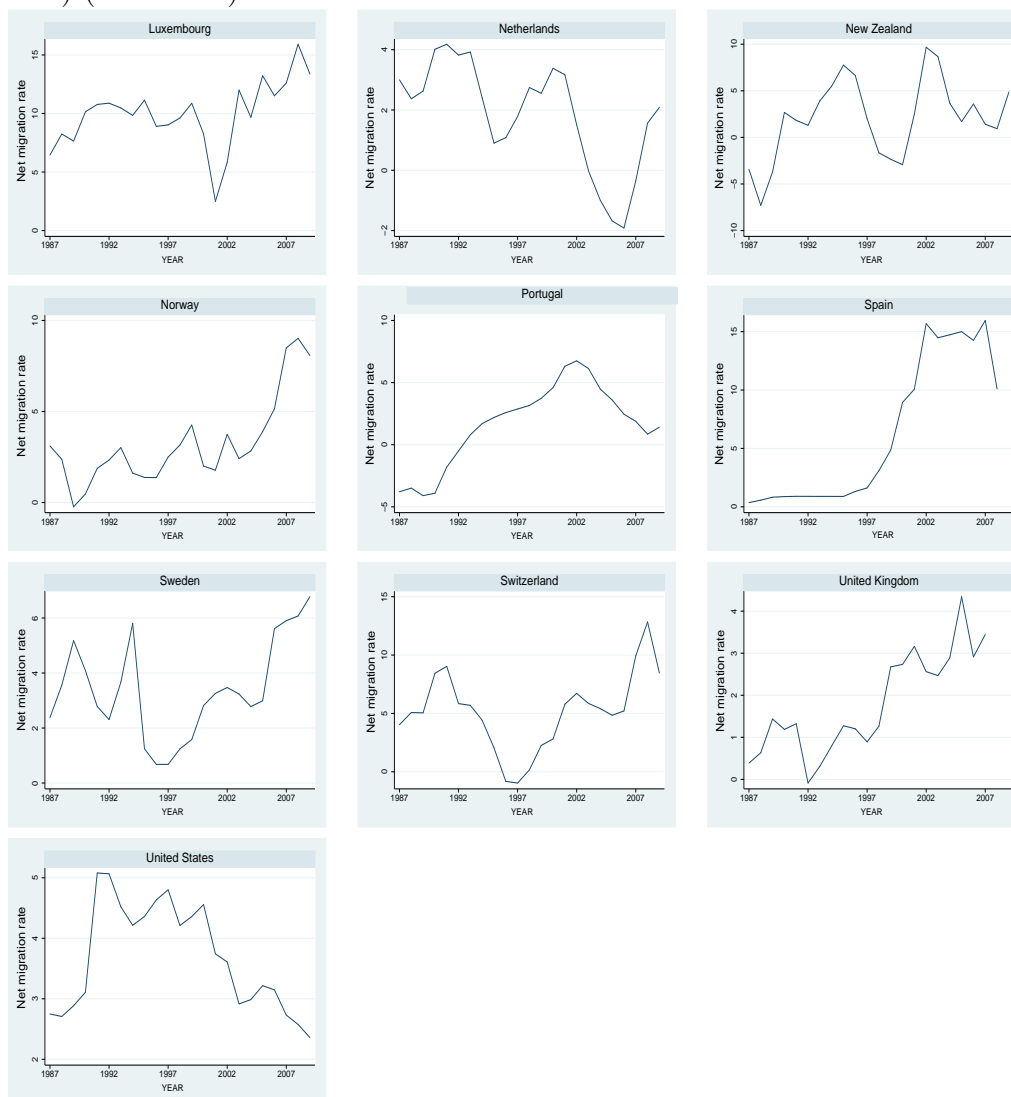 Luxembourg
Net migration rate
15
10
5
0
1987 1992 1997 2002 2007
YEAR
Netherlands
Net migration rate
4
2
0
−2
1987 1992 1997 2002 2007
YEAR
New Zealand
Net migration rate
10
5
0
−5
−10
1987 1992 1997 2002 2007
YEAR
Norway
Net migration rate
10
5
0
1987 1992 1997 2002 2007
YEAR
Portugal
Net migration rate
10
5
0
−5
1987 1992 1997 2002 2007
YEAR
Spain
Net migration rate
15
10
5
0
1987 1992 1997 2002 2007
YEAR
Sweden
Net migration rate
6
4
2
0
1987 1992 1997 2002 2007
YEAR
Switzerland
Net migration rate
15
10
5
0
1987 1992 1997 2002 2007
YEAR
United Kingdom
Net migration rate
4
3
2
1
0
1987 1992 1997 2002 2007
YEAR
United States
Net migration rate
5
4
3
2
1987 1992 1997 2002 2007
YEAR